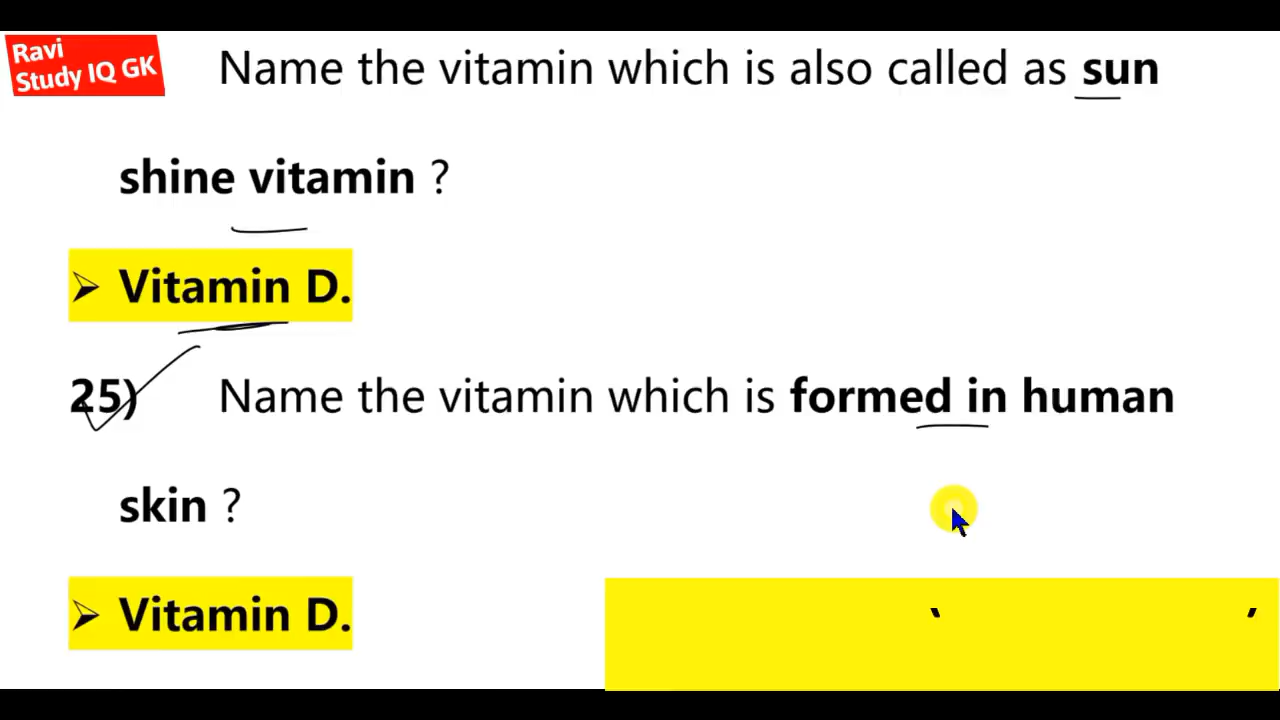 Ravi
Study IQ GK
Name the vitamin which is also called as sun
shine vitamin ?
➢ Vitamin D.
25) Name the vitamin which is formed in human
skin ?
➢ Vitamin D.